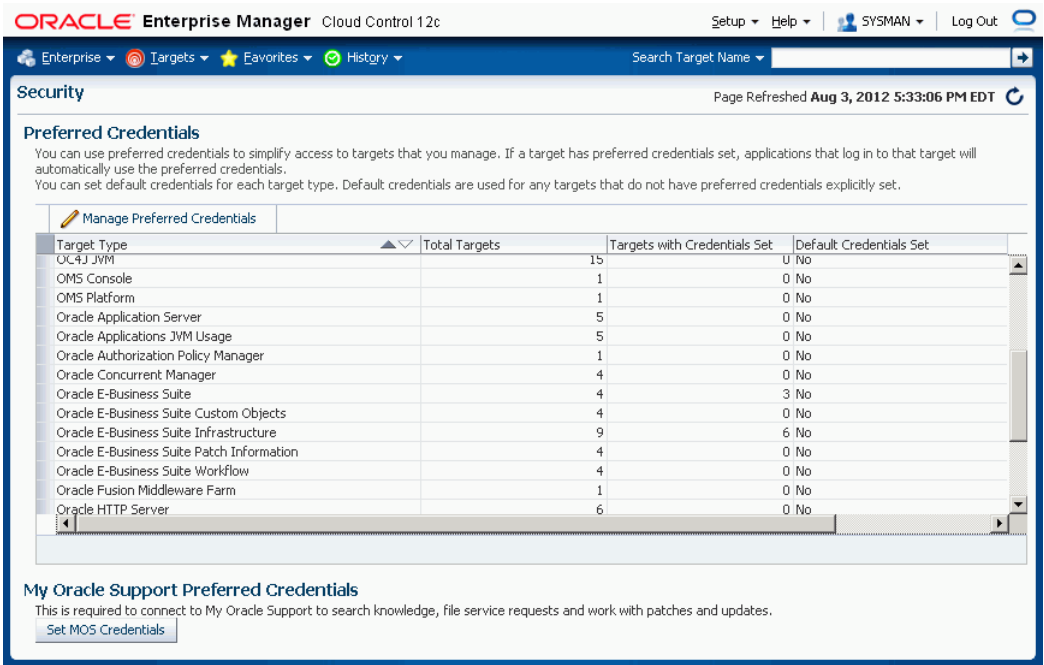 ORACLE Enterprise Manager Cloud Control 12c
Setup Help SYSMAN Log Out
Enterprise Targets Favorites History Search Target Name
Security
Page Refreshed Aug 3, 2012 5:33:06 PM EDT
Preferred Credentials
You can use preferred credentials to simplify access to targets that you manage. If a target has preferred credentials set, applications that log in to that target will
automatically use the preferred credentials.
You can set default credentials for each target type. Default credentials are used for any targets that do not have preferred credentials explicitly set.
Manage Preferred Credentials
Target Type Total Targets Targets with Credentials Set Default Credentials Set
OC4J JVM 15 0 No
OMS Console 1 0 No
OMS Platform 1 0 No
Oracle Application Server 5 0 No
Oracle Applications JVM Usage 5 0 No
Oracle Authorization Policy Manager 1 0 No
Oracle Concurrent Manager 4 0 No
Oracle E-Business Suite 4 3 No
Oracle E-Business Suite Custom Objects 4 0 No
Oracle E-Business Suite Infrastructure 9 6 No
Oracle E-Business Suite Patch Information 4 0 No
Oracle E-Business Suite Workflow 4 0 No
Oracle Fusion Middleware Farm 1 0 No
Oracle HTTP Server 6 0 No
My Oracle Support Preferred Credentials
This is required to connect to My Oracle Support to search knowledge, file service requests and work with patches and updates.
Set MOS Credentials